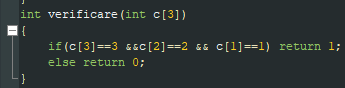 int verificare(int c[3])
{
if(c[3]==3 &&c[2]==2 && c[1]==1) return 1;
else return 0;
}